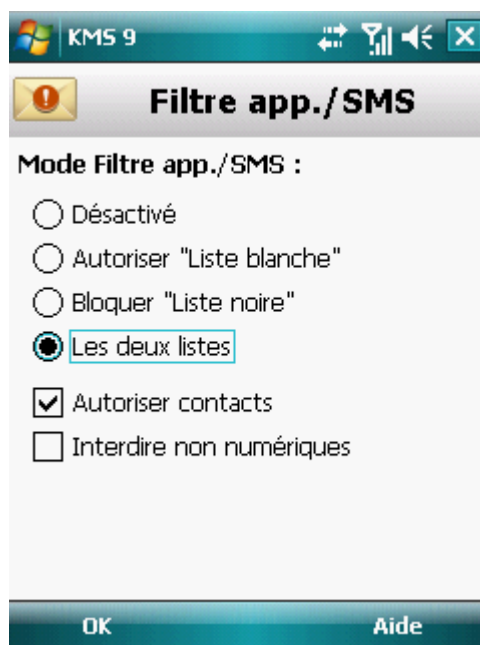 KMS 9
Filtre app./SMS
Mode Filtre app./SMS :
Désactivé
Autoriser "Liste blanche"
Bloquer "Liste noire"
Les deux listes
Autoriser contacts
Interdire non numériques
OK Aide